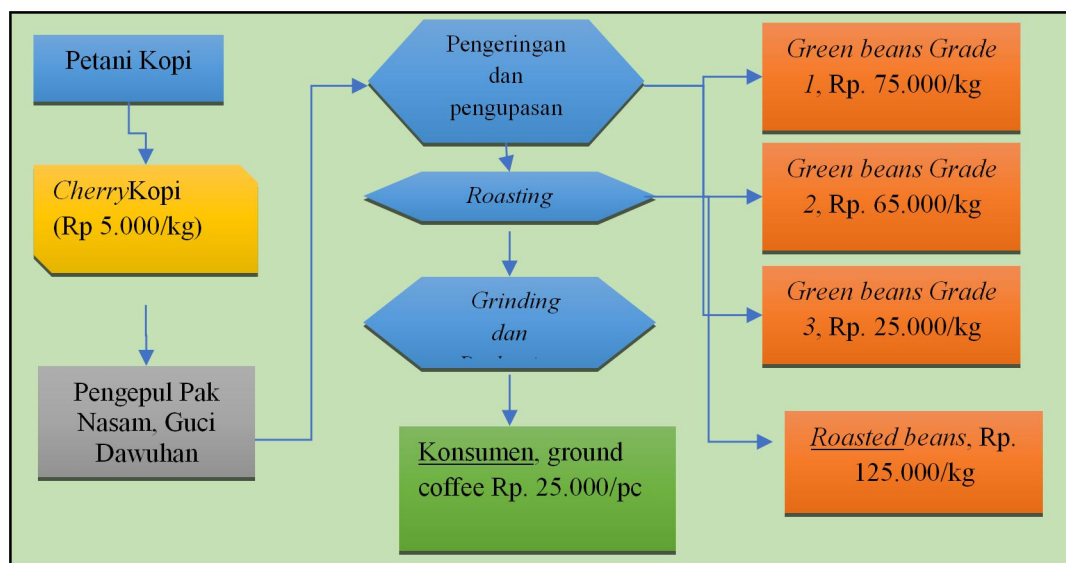 Petani Kopi
CherryKopi
(Rp 5.000/kg)
Pengepul Pak
Nasam, Guci
Dawuhan
Pengeringan
dan
pengupasan
Roasting
Grinding
dan
Konsumen, ground
coffee Rp. 25.000/pc
Green beans Grade
1, Rp. 75.000/kg
Green beans Grade
2, Rp. 65.000/kg
Green beans Grade
3, Rp. 25.000/kg
Roasted beans, Rp.
125.000/kg